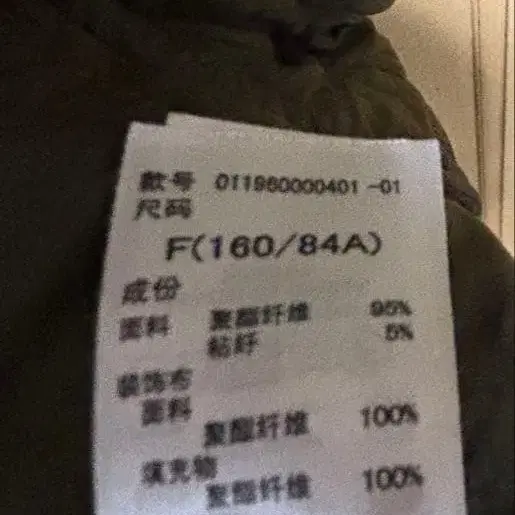 款号 011960000401-01
尺码
F(160/84A)
成份
面料 聚酯纤维 95%
粘纤 5%
装饰布
面料
聚酯纤维 100%
填充物
聚酯纤维 100%